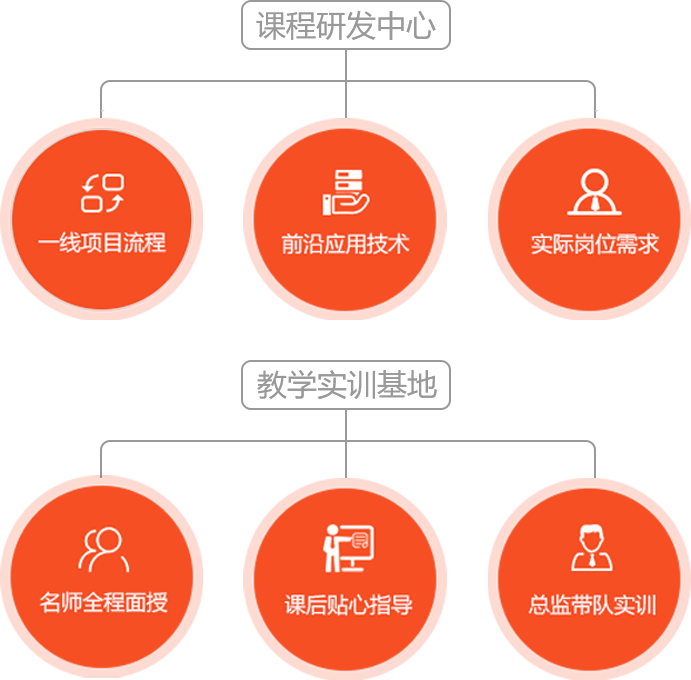 课程研发中心
一线项目流程
前沿应用技术
实际岗位需求
教学实训基地
名师全程面授
课后贴心指导
总监带队实训